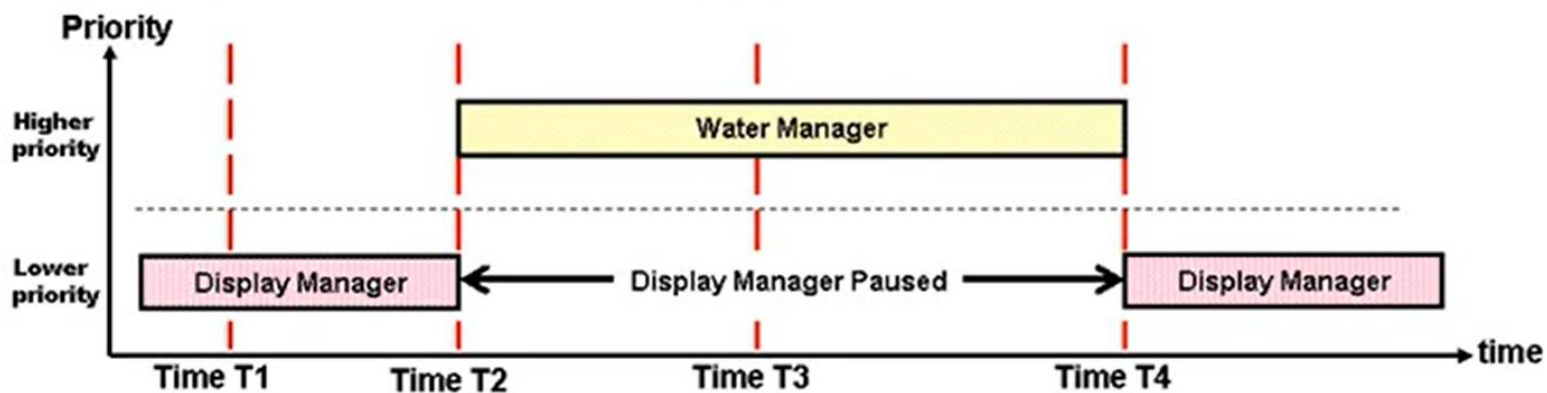 Priority
Higher
priority
Water Manager
Lower
priority
Display Manager
Display Manager Paused
Display Manager
time
Time T1
Time T2
Time T3
Time T4